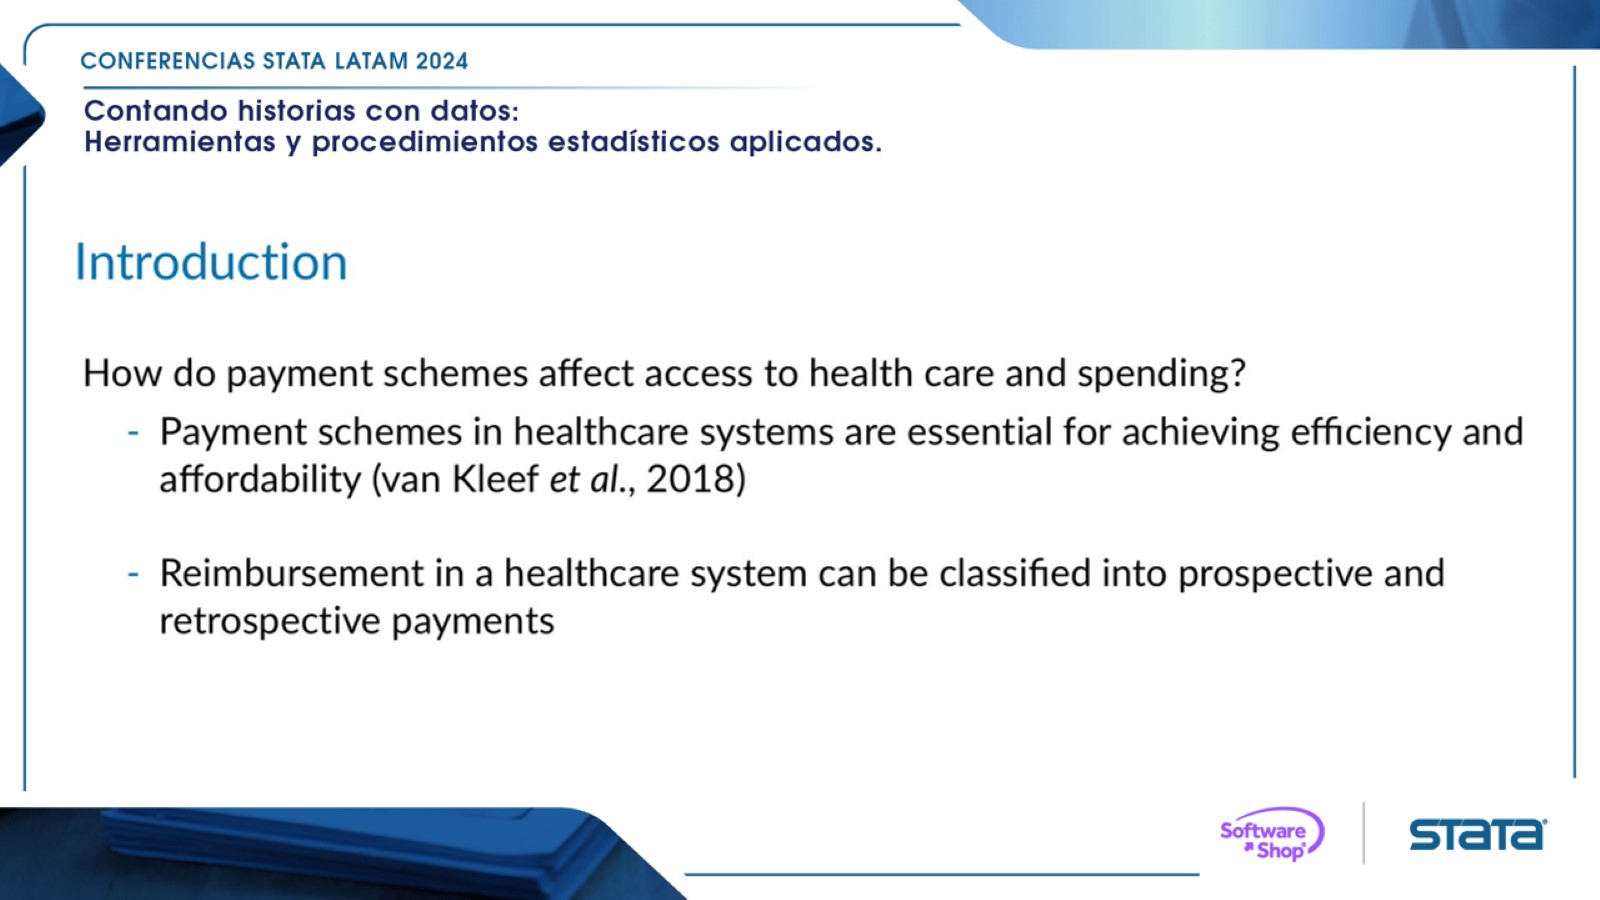 CONFERENCIAS STATA LATAM 2024
Contando historias con datos:
Herramientas y procedimientos estadísticos aplicados.
Introduction
How do payment schemes affect access to health care and spending?
- Payment schemes in healthcare systems are essential for achieving efficiency and
affordability (van Kleef et al., 2018)
- Reimbursement in a healthcare system can be classified into prospective and
retrospective payments
Software
Shop
STATA®